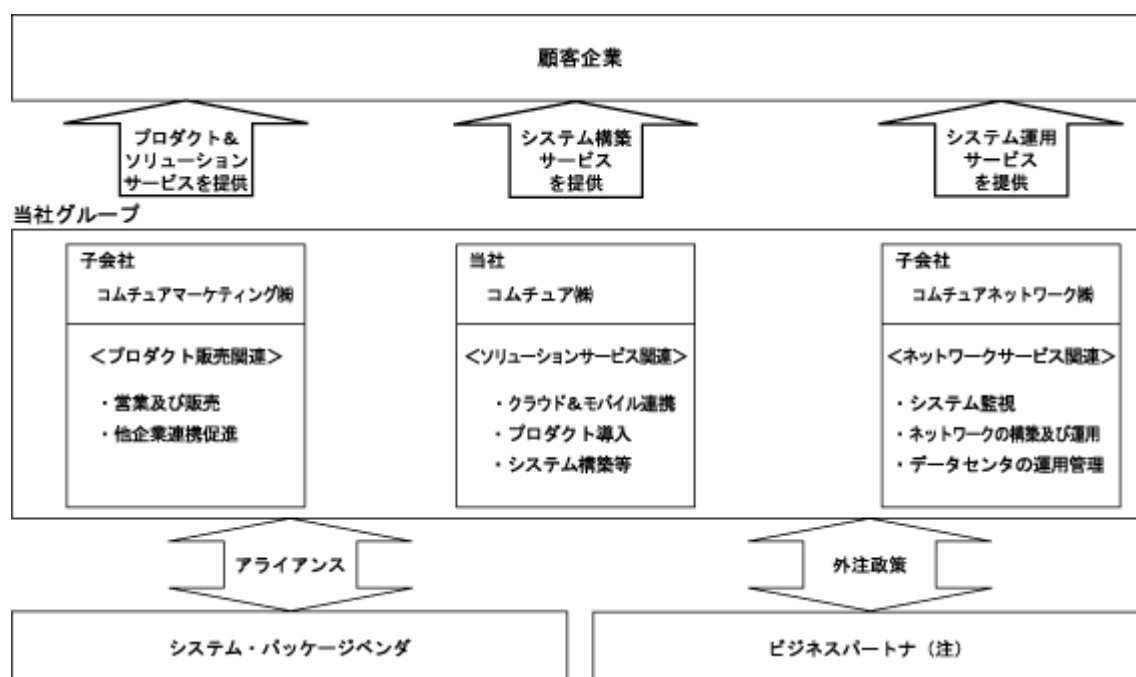 顧客企業
プロダクト&
ソリューション
サービスを提供
システム構築
サービス
を提供
システム運用
サービス
を提供
当社グループ
子会社
コムチュアマーケティング㈱
<プロダクト販売関連>
・営業及び販売
・他企業連携促進
当社
コムチュア㈱
<ソリューションサービス関連>
・クラウド&モバイル連携
・プロダクト導入
・システム構築等
子会社
コムチュアネットワーク㈱
<ネットワークサービス関連>
・システム監視
・ネットワークの構築及び運用
・データセンタの運用管理
アライアンス
外注政策
システム・パッケージベンダ
ビジネスパートナ(注)